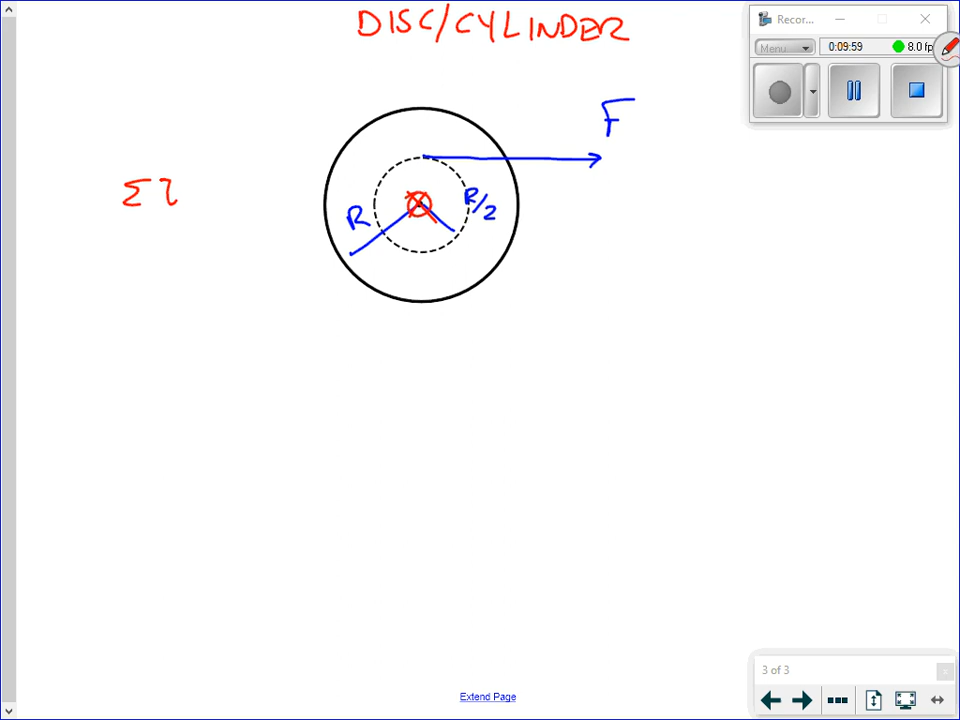 DISC/CYLINDER
Recor...
Menu
0:09:59
8.0 fp
F
Στ
R
R/2
3 of 3
Extend Page